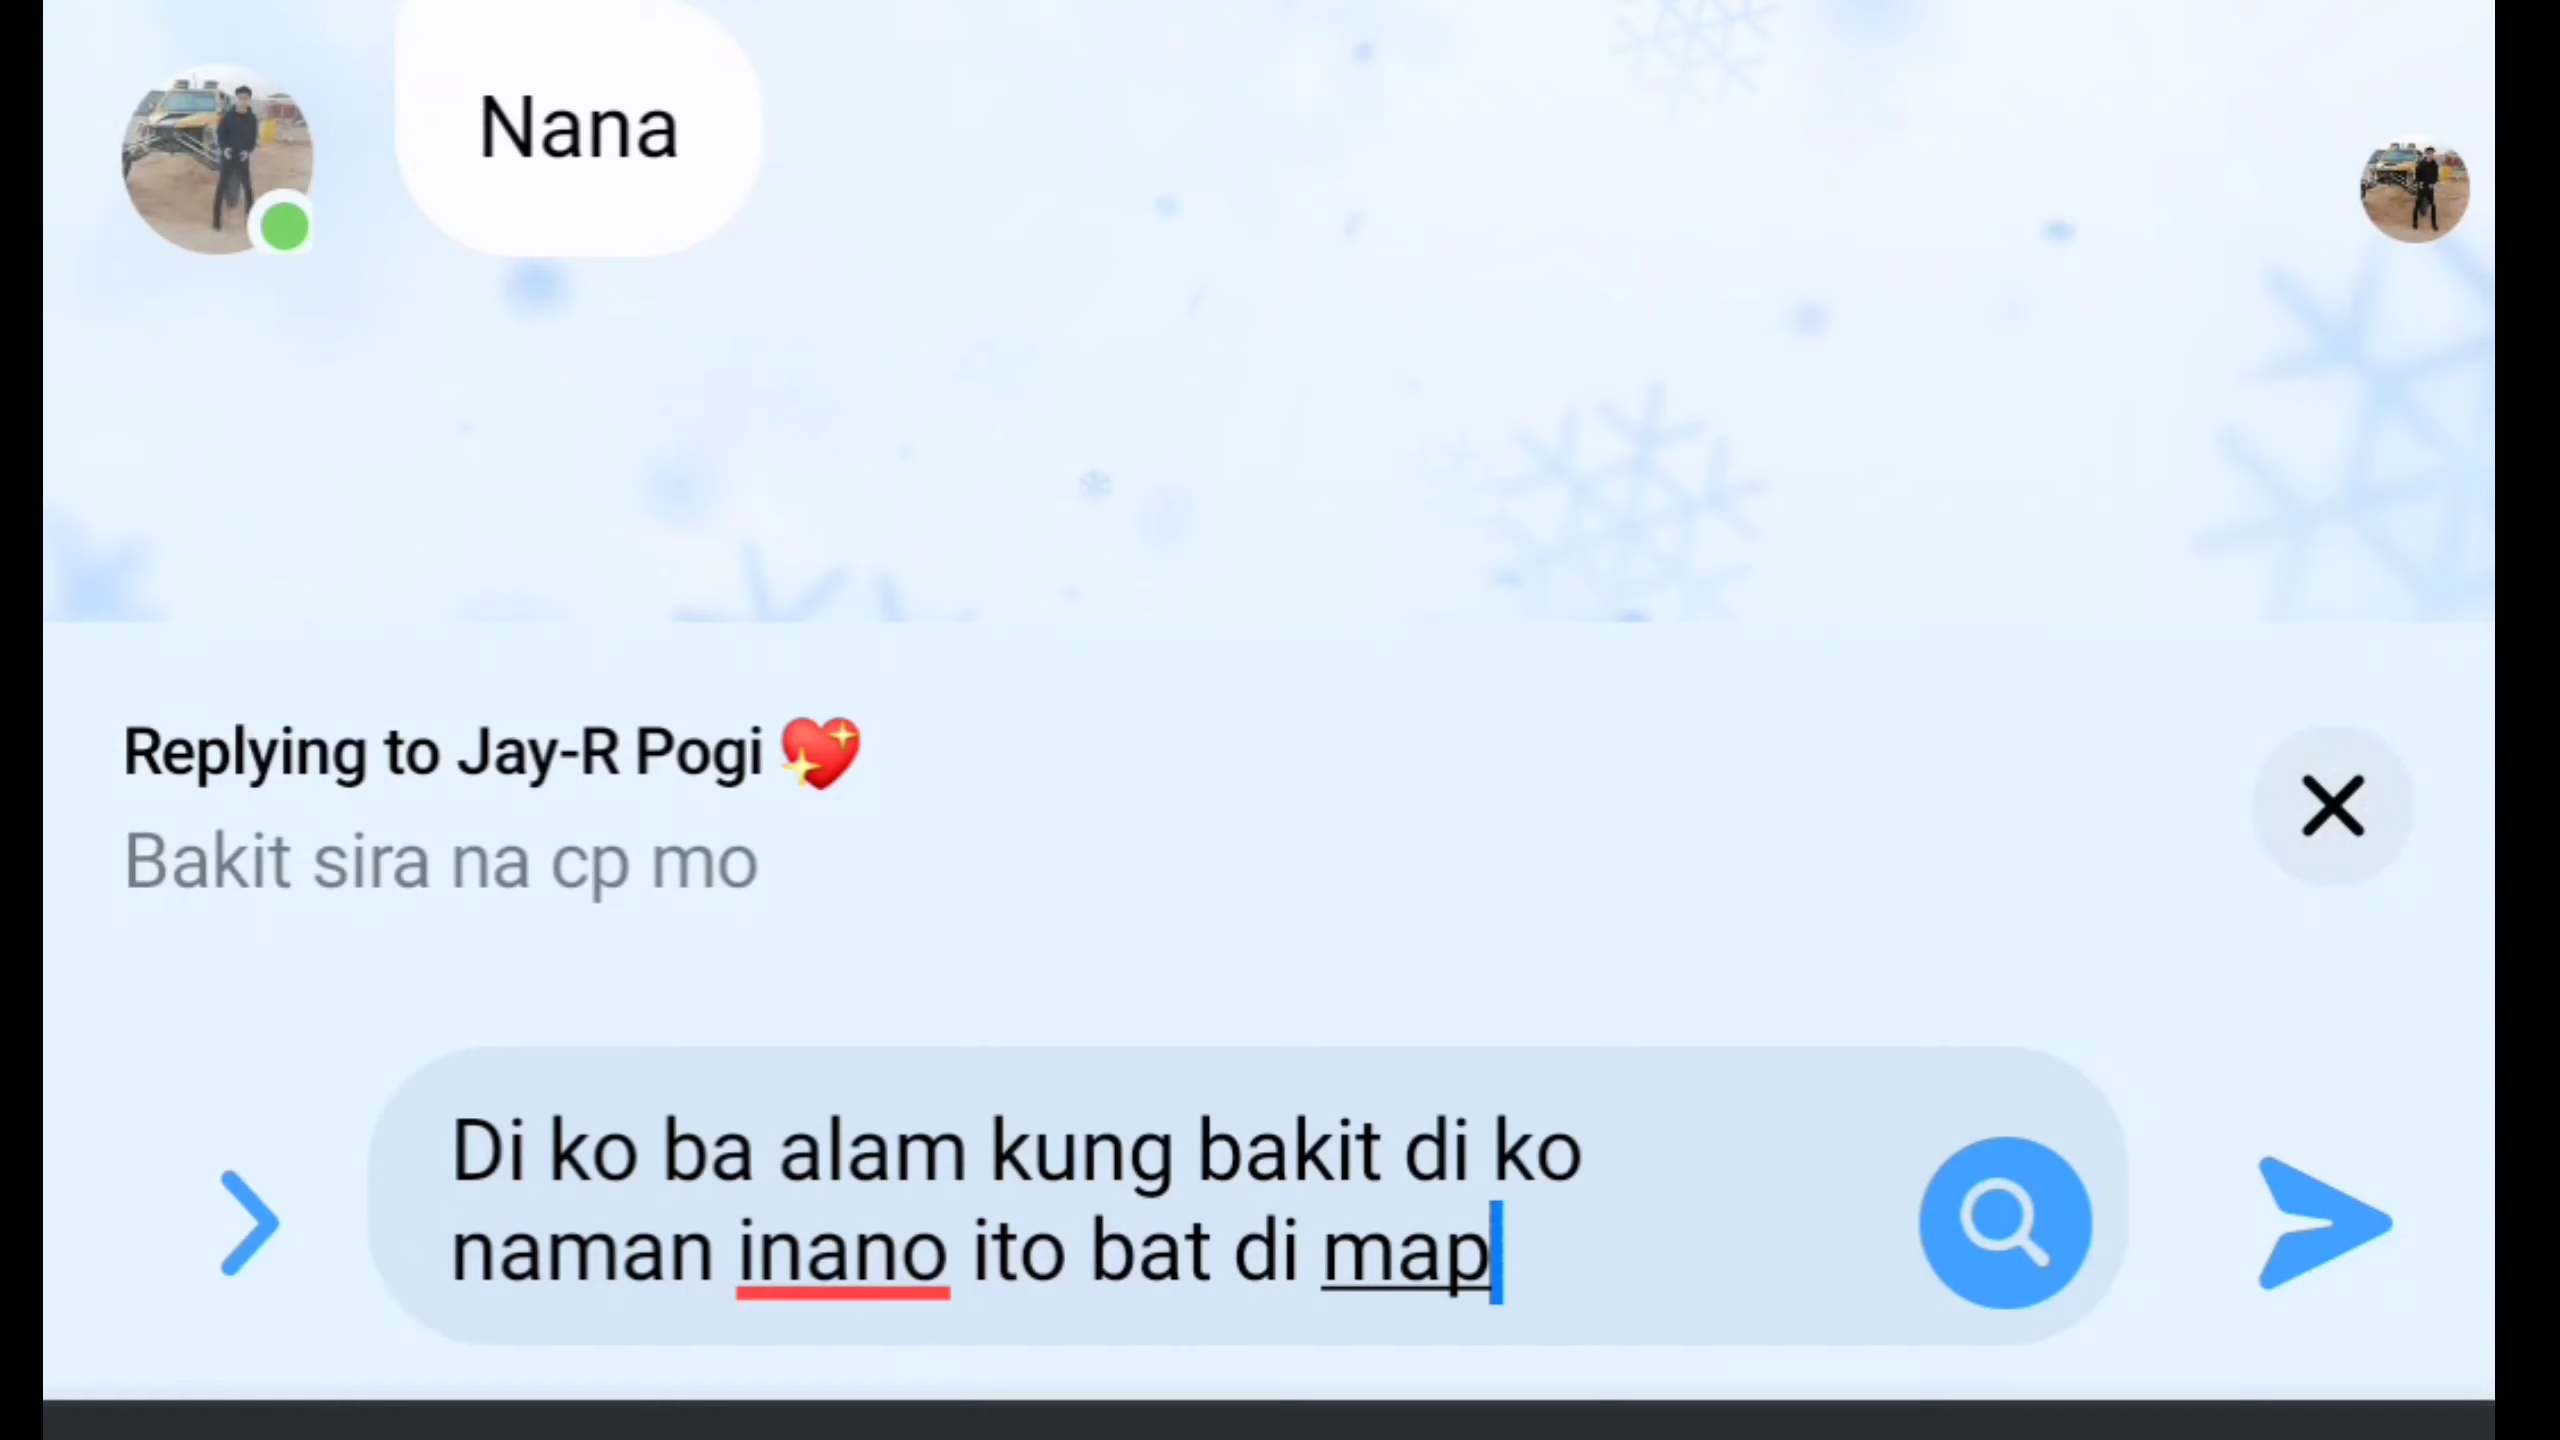 Nana
Replying to Jay-R Pogi 💖
Bakit sira na cp mo
Di ko ba alam kung bakit di ko
naman inano ito bat di map